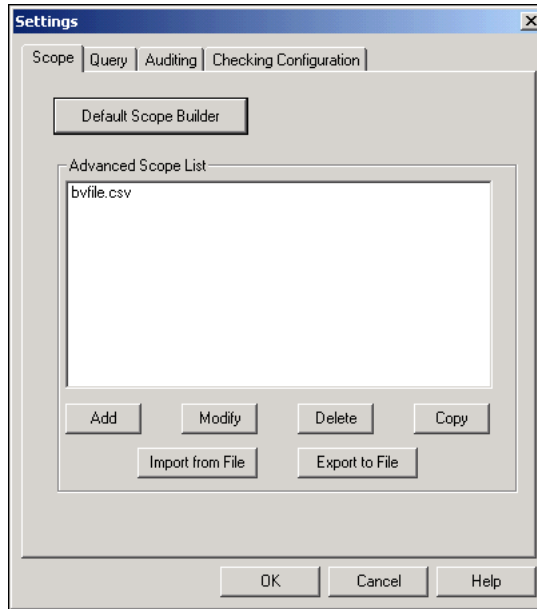 Settings
Scope Query Auditing Checking Configuration
Default Scope Builder
Advanced Scope List
bvfile.csv
Add Modify Delete Copy
Import from File Export to File
OK Cancel Help